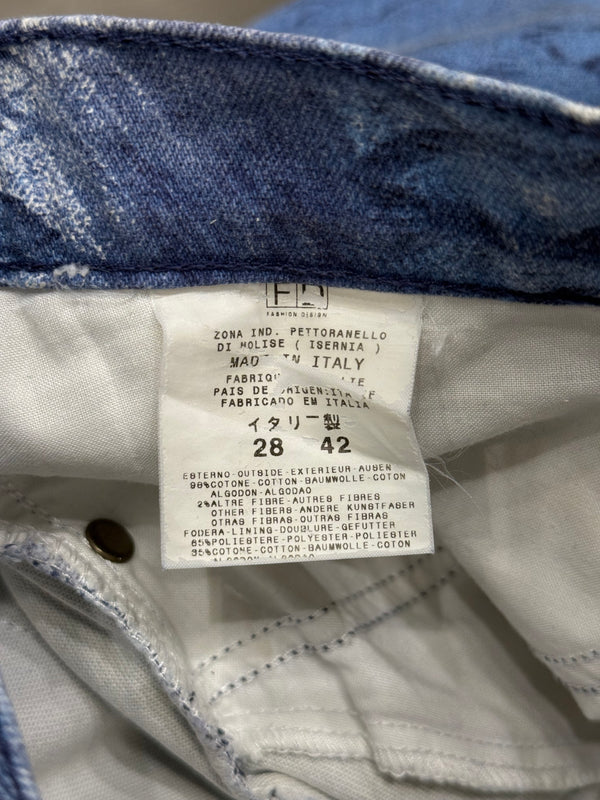 FD
FASHION DESIGN
ZONA IND. PETTORANELLO
DI MOLISE ( ISERNIA )
MADE IN ITALY
PAIS DE
FABRICADO EM ITALIA
イタリー製
28 42
ESTERNO-OUTSIDE-EXTERIEUR-AUSEN
98%COTONE-COTTON-BAUMWOLLE-COTON
ALGODON-ALGODAO
2%ALTRE FIBRE-AUTRES FIBRES
OTHER FIBERS-ANDERE KUNSTFASER
OTRAS FIBRAS-OUTRAS FIBRAS
FODERA-LINING-DOUBLURE-GEFUTTER
65%POLIESTERE-POLYESTER-POLIESTER
35%COTONE-COTTON-BAUMWOLLE-COTON
ALGODON-ALGODAO